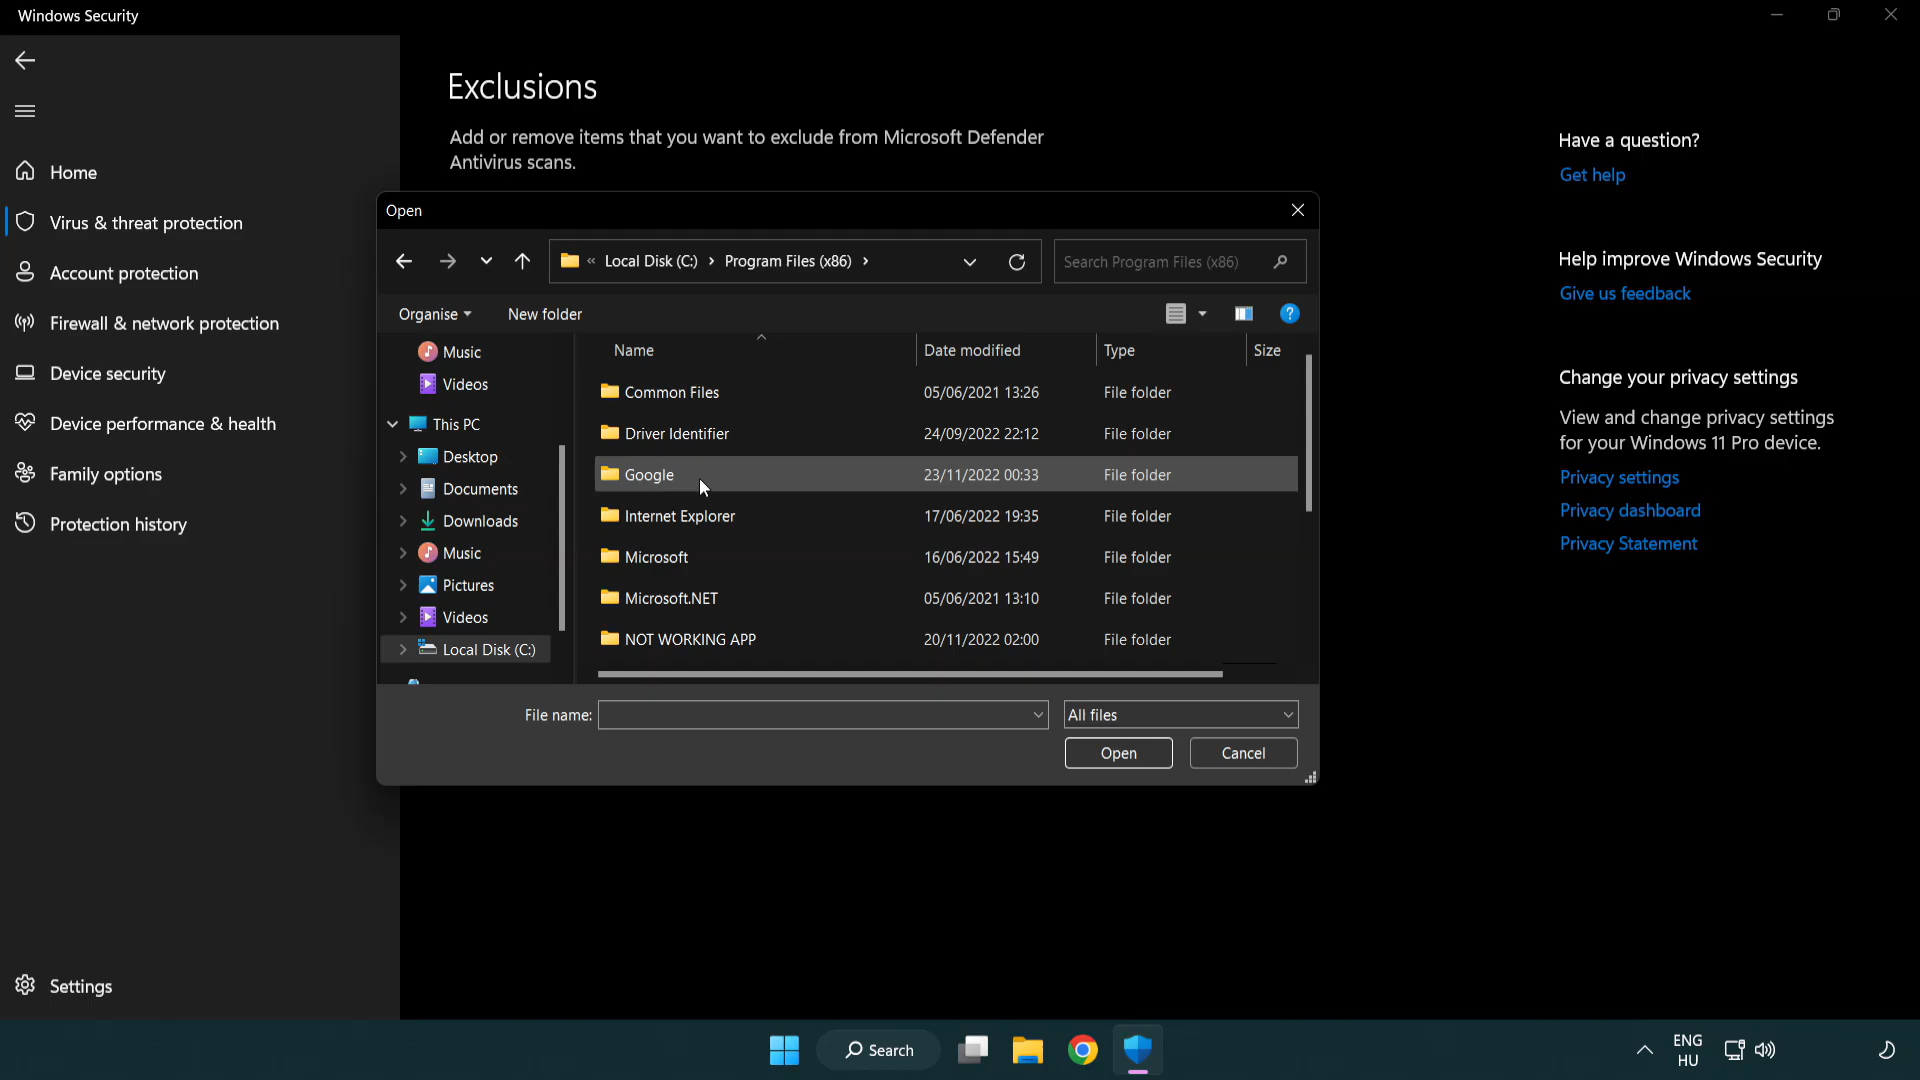 Windows Security
Exclusions
Add or remove items that you want to exclude from Microsoft Defender
Antivirus scans.
Home
Virus & threat protection
Account protection
Firewall & network protection
Device security
Device performance & health
Family options
Protection history
Settings
Open
« Local Disk (C:) › Program Files (x86) ›
Search Program Files (x86)
Organise
New folder
Music
Videos
This PC
Desktop
Documents
Downloads
Music
Pictures
Videos
Local Disk (C:)
Name Date modified Type Size
Common Files 05/06/2021 13:26 File folder
Driver Identifier 24/09/2022 22:12 File folder
Google 23/11/2022 00:33 File folder
Internet Explorer 17/06/2022 19:35 File folder
Microsoft 16/06/2022 15:49 File folder
Microsoft.NET 05/06/2021 13:10 File folder
NOT WORKING APP 20/11/2022 02:00 File folder
File name:
All files
Open
Cancel
Have a question?
Get help
Help improve Windows Security
Give us feedback
Change your privacy settings
View and change privacy settings
for your Windows 11 Pro device.
Privacy settings
Privacy dashboard
Privacy Statement
Search
ENG
HU